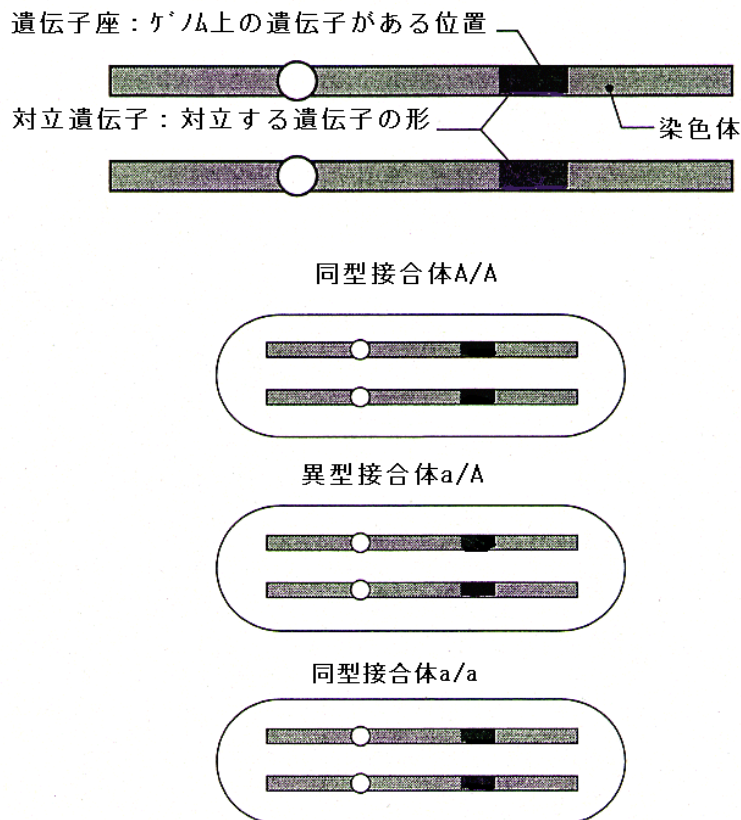 遺伝子座：ｹﾞﾉﾑ上の遺伝子がある位置
対立遺伝子：対立する遺伝子の形
染色体
同型接合体A/A
異型接合体a/A
同型接合体a/a